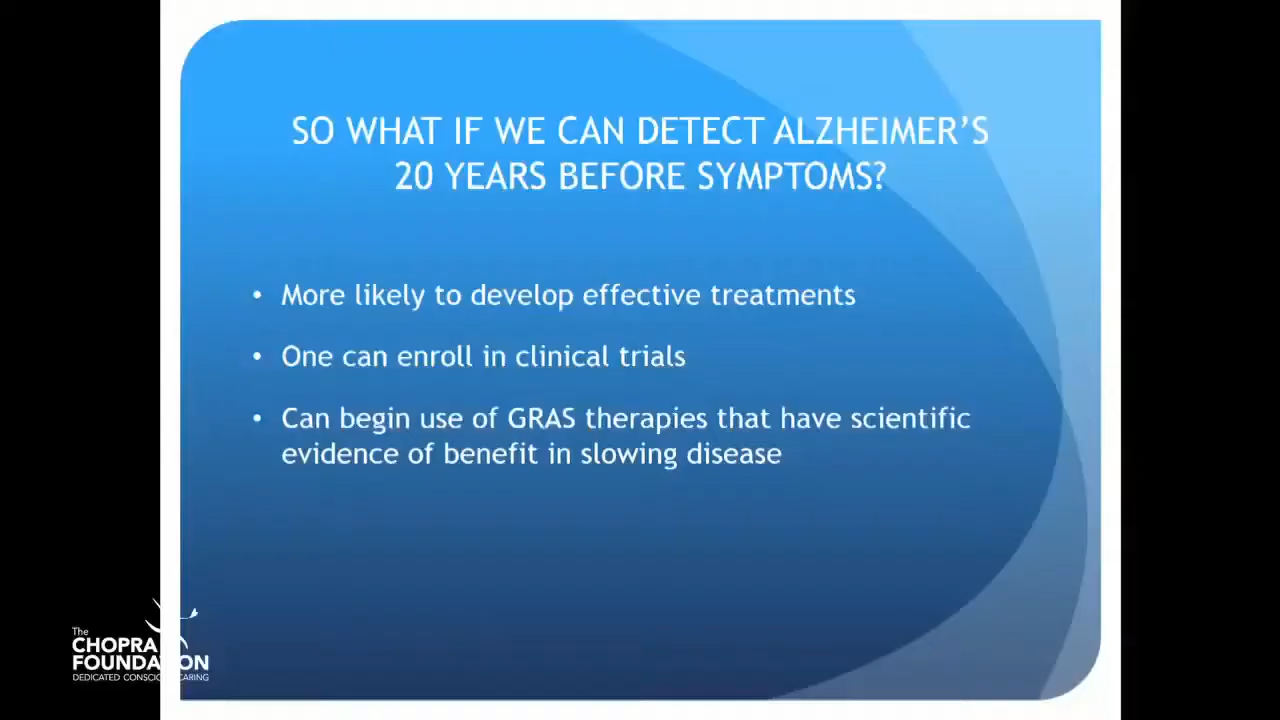 SO WHAT IF WE CAN DETECT ALZHEIMER’S
20 YEARS BEFORE SYMPTOMS?
• More likely to develop effective treatments
• One can enroll in clinical trials
• Can begin use of GRAS therapies that have scientific
evidence of benefit in slowing disease
The
CHOPRA
FOUNDATION
DEDICATED CARING